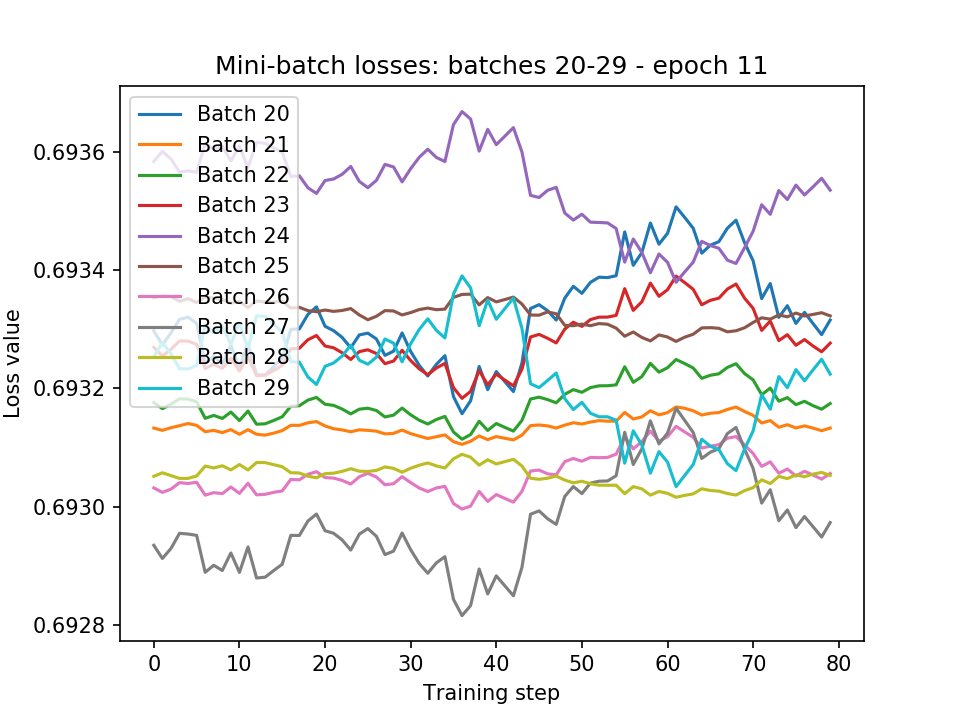 Mini-batch losses: batches 20-29 - epoch 11
Batch 20
Batch 21
Batch 22
Batch 23
Batch 24
Batch 25
Batch 26
Batch 27
Batch 28
Batch 29
0.6936
0.6934
0.6932
0.6930
0.6928
Loss value
0 10 20 30 40 50 60 70 80
Training step